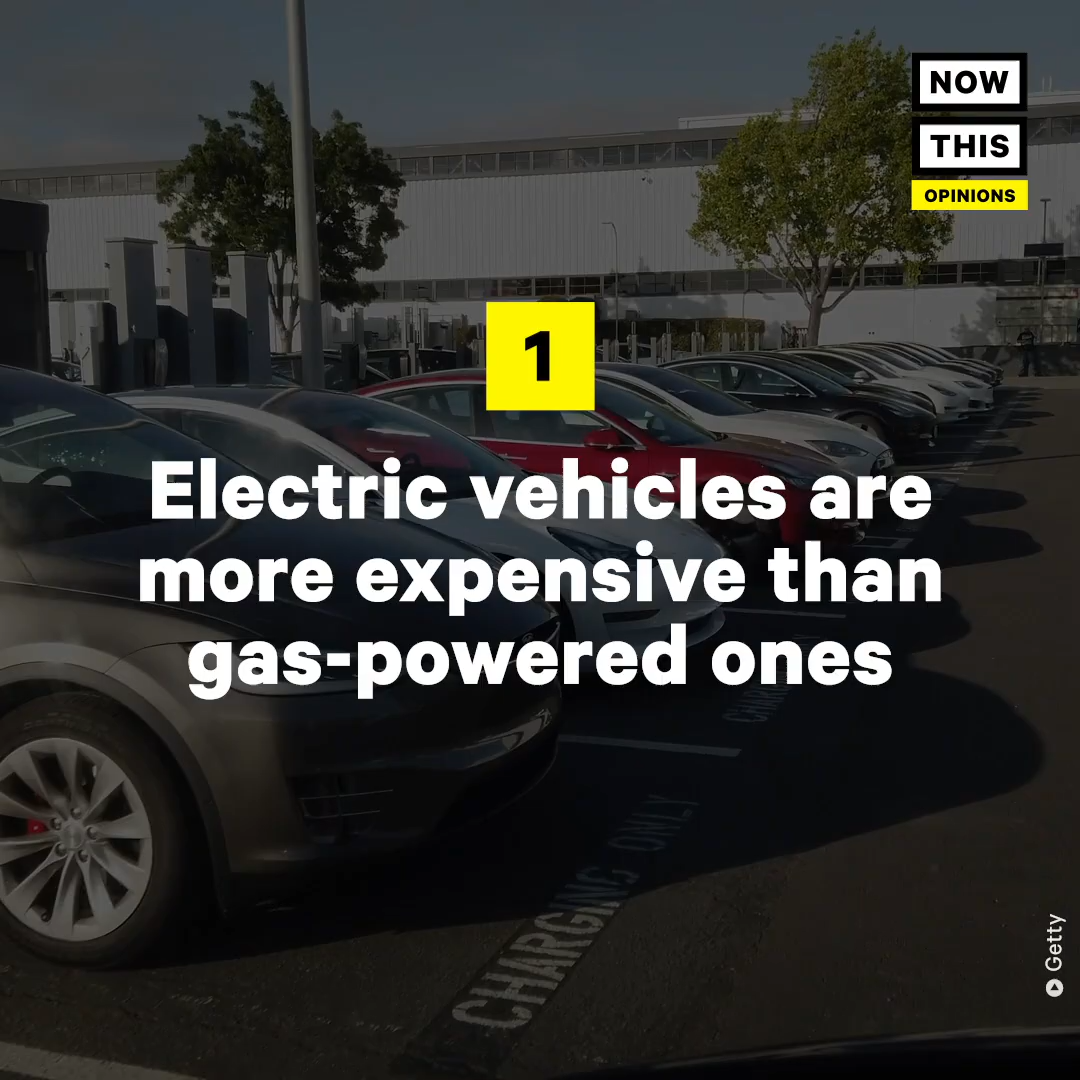 NOW
THIS
OPINIONS
1
Electric vehicles are
more expensive than
gas-powered ones
CHARGING ONLY
Getty